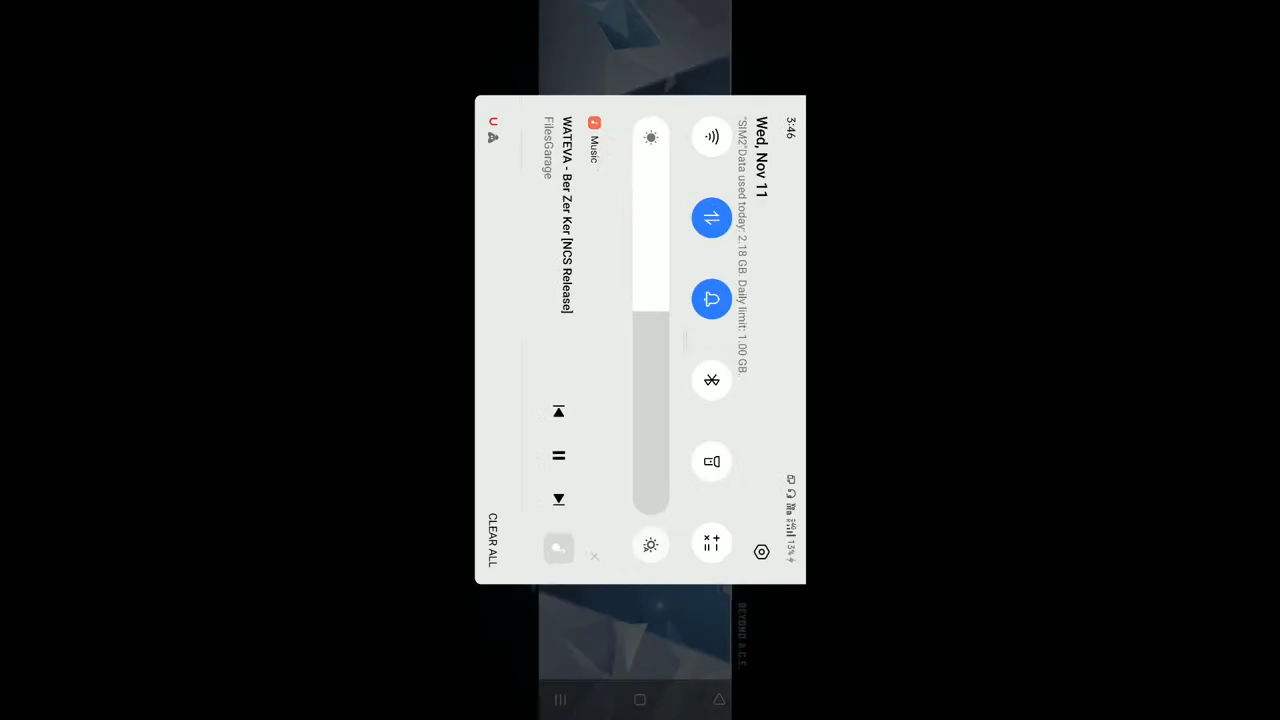 3:46
13%
Wed, Nov 11
"SIM2"Data used today: 2.18 GB. Daily limit: 1.00 GB.
Music
WATEVA - Ber Zer Ker [NCS Release]
FilesGarage
CLEAR ALL